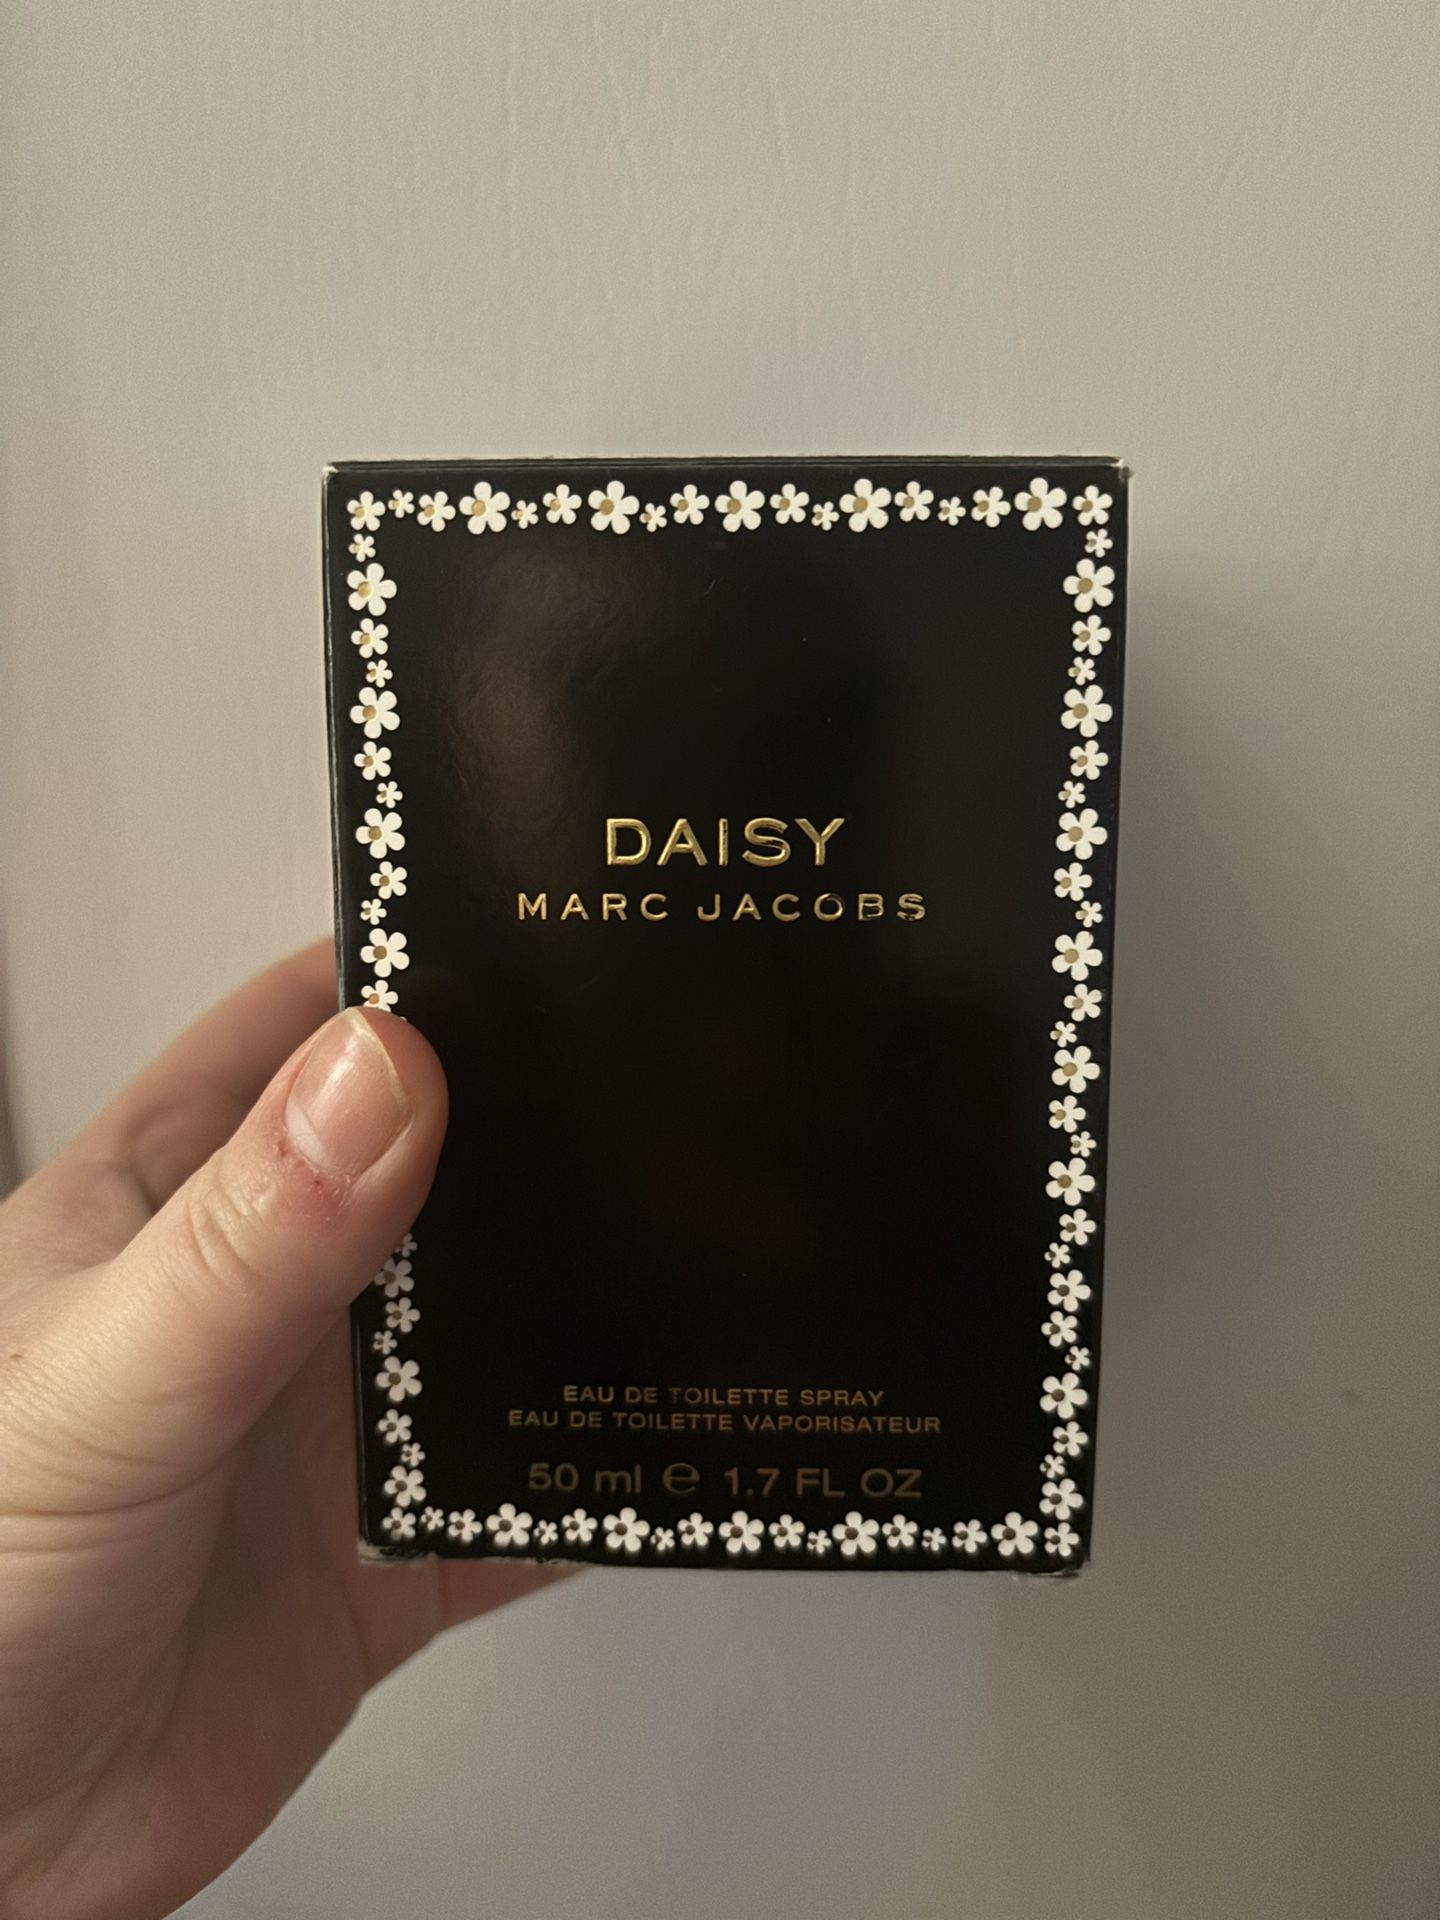 DAISY
MARC JACOBS
EAU DE TOILETTE SPRAY
EAU DE TOILETTE VAPORISATEUR
50 ml ℮ 1.7 FL OZ